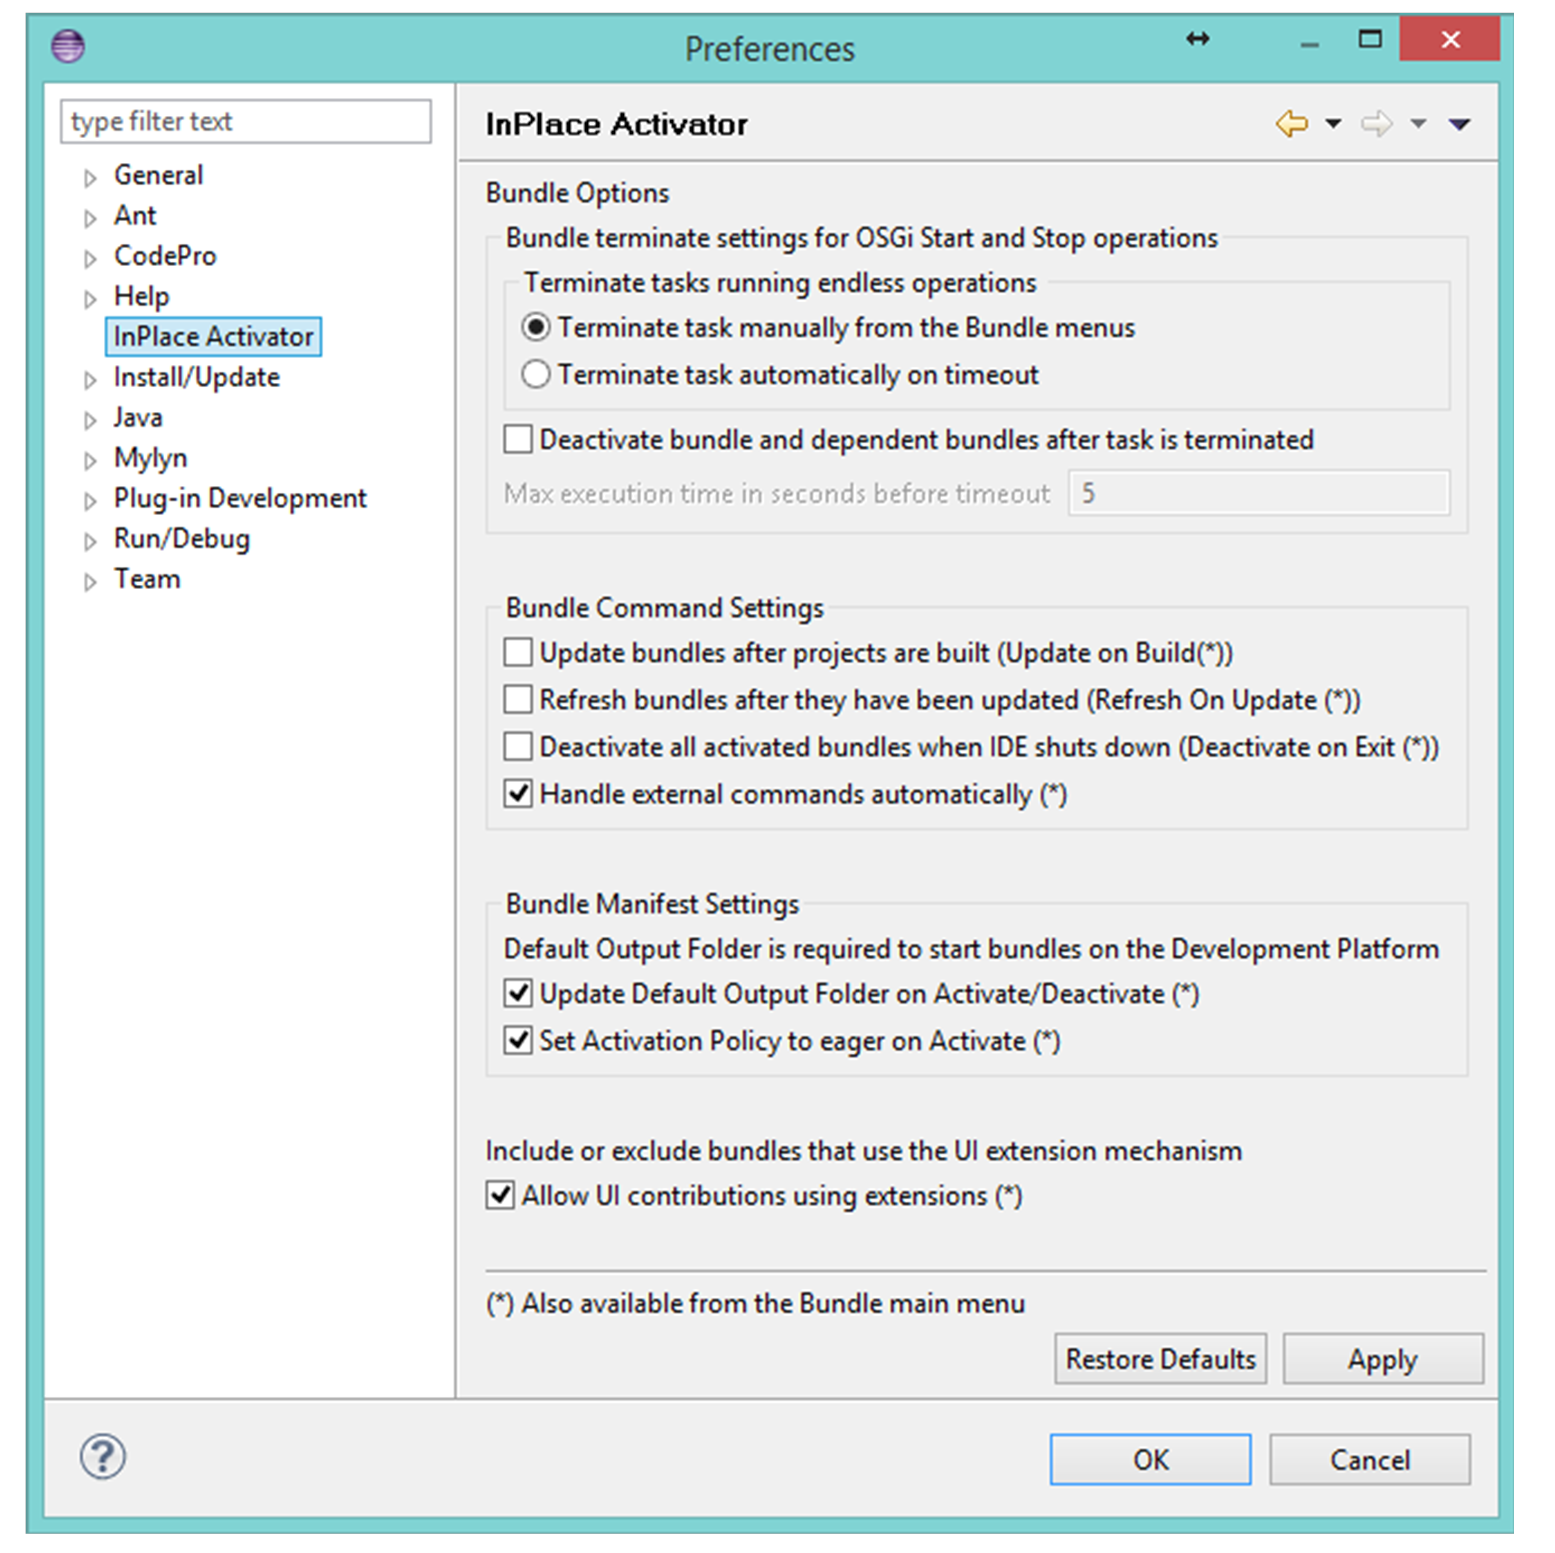 Preferences
type filter text
General
Ant
CodePro
Help
InPlace Activator
Install/Update
Java
Mylyn
Plug-in Development
Run/Debug
Team
InPlace Activator
Bundle Options
Bundle terminate settings for OSGi Start and Stop operations
Terminate tasks running endless operations
Terminate task manually from the Bundle menus
Terminate task automatically on timeout
Deactivate bundle and dependent bundles after task is terminated
Max execution time in seconds before timeout 5
Bundle Command Settings
Update bundles after projects are built (Update on Build(*))
Refresh bundles after they have been updated (Refresh On Update (*))
Deactivate all activated bundles when IDE shuts down (Deactivate on Exit (*))
Handle external commands automatically (*)
Bundle Manifest Settings
Default Output Folder is required to start bundles on the Development Platform
Update Default Output Folder on Activate/Deactivate (*)
Set Activation Policy to eager on Activate (*)
Include or exclude bundles that use the UI extension mechanism
Allow UI contributions using extensions (*)
(*) Also available from the Bundle main menu
Restore Defaults Apply
? OK Cancel